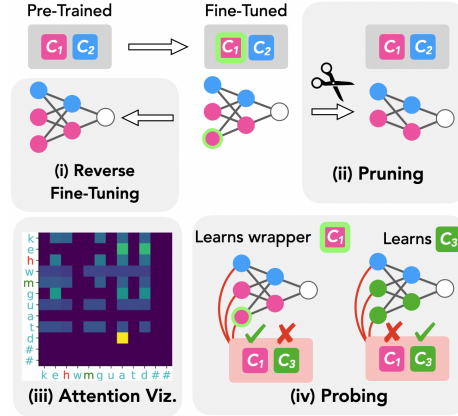 Pre-Trained
Fine-Tuned
C1 C2
C1 C2
C1 C2
(i) Reverse
Fine-Tuning
(ii) Pruning
k
e
h
w
m
g
u
a
t
d
#
#
k e h w m g u a t d # #
(iii) Attention Viz.
Learns wrapper C1
Learns C3
C1 C3
C1 C3
(iv) Probing